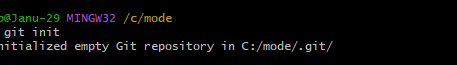 @Janu-29 MINGW32 /c/mode
git init
nitialized empty Git repository in C:/mode/.git/